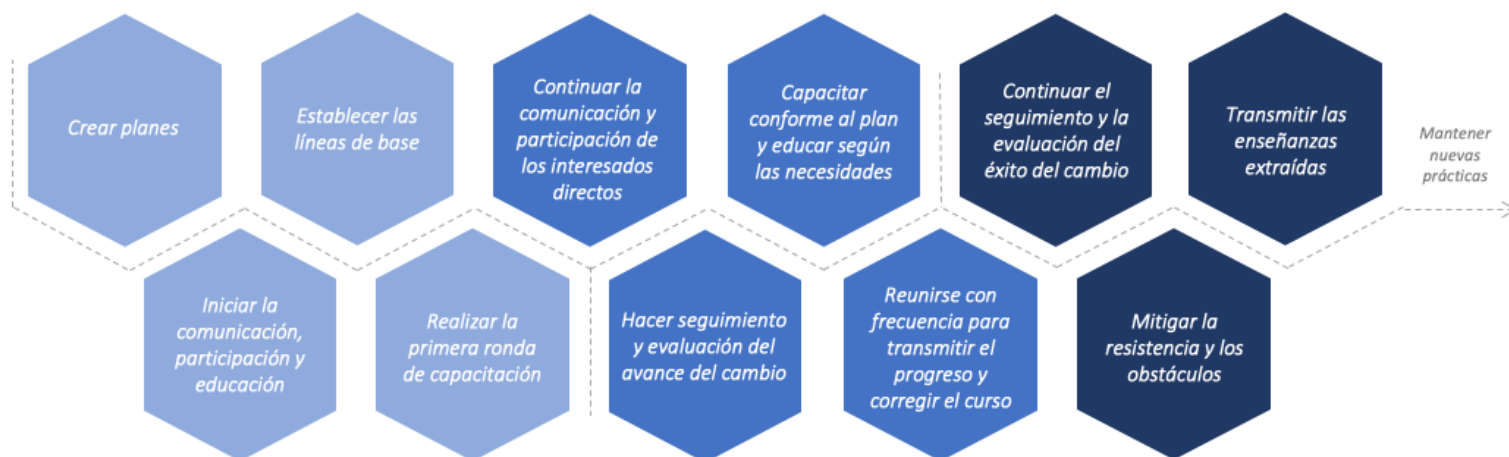 Crear planes
Iniciar la
comunicación,
participación y
educación
Establecer las
líneas de base
Realizar la
primera ronda
de capacitación
Continuar la
comunicación y
participación de
los interesados
directos
Hacer seguimiento
y evaluación del
avance del cambio
Capacitar
conforme al plan
y educar según
las necesidades
Reunirse con
frecuencia para
transmitir el
progreso y
corregir el curso
Continuar el
seguimiento y la
evaluación del
éxito del cambio
Mitigar la
resistencia y los
obstáculos
Transmitir las
enseñanzas
extraídas
Mantener
nuevas
prácticas